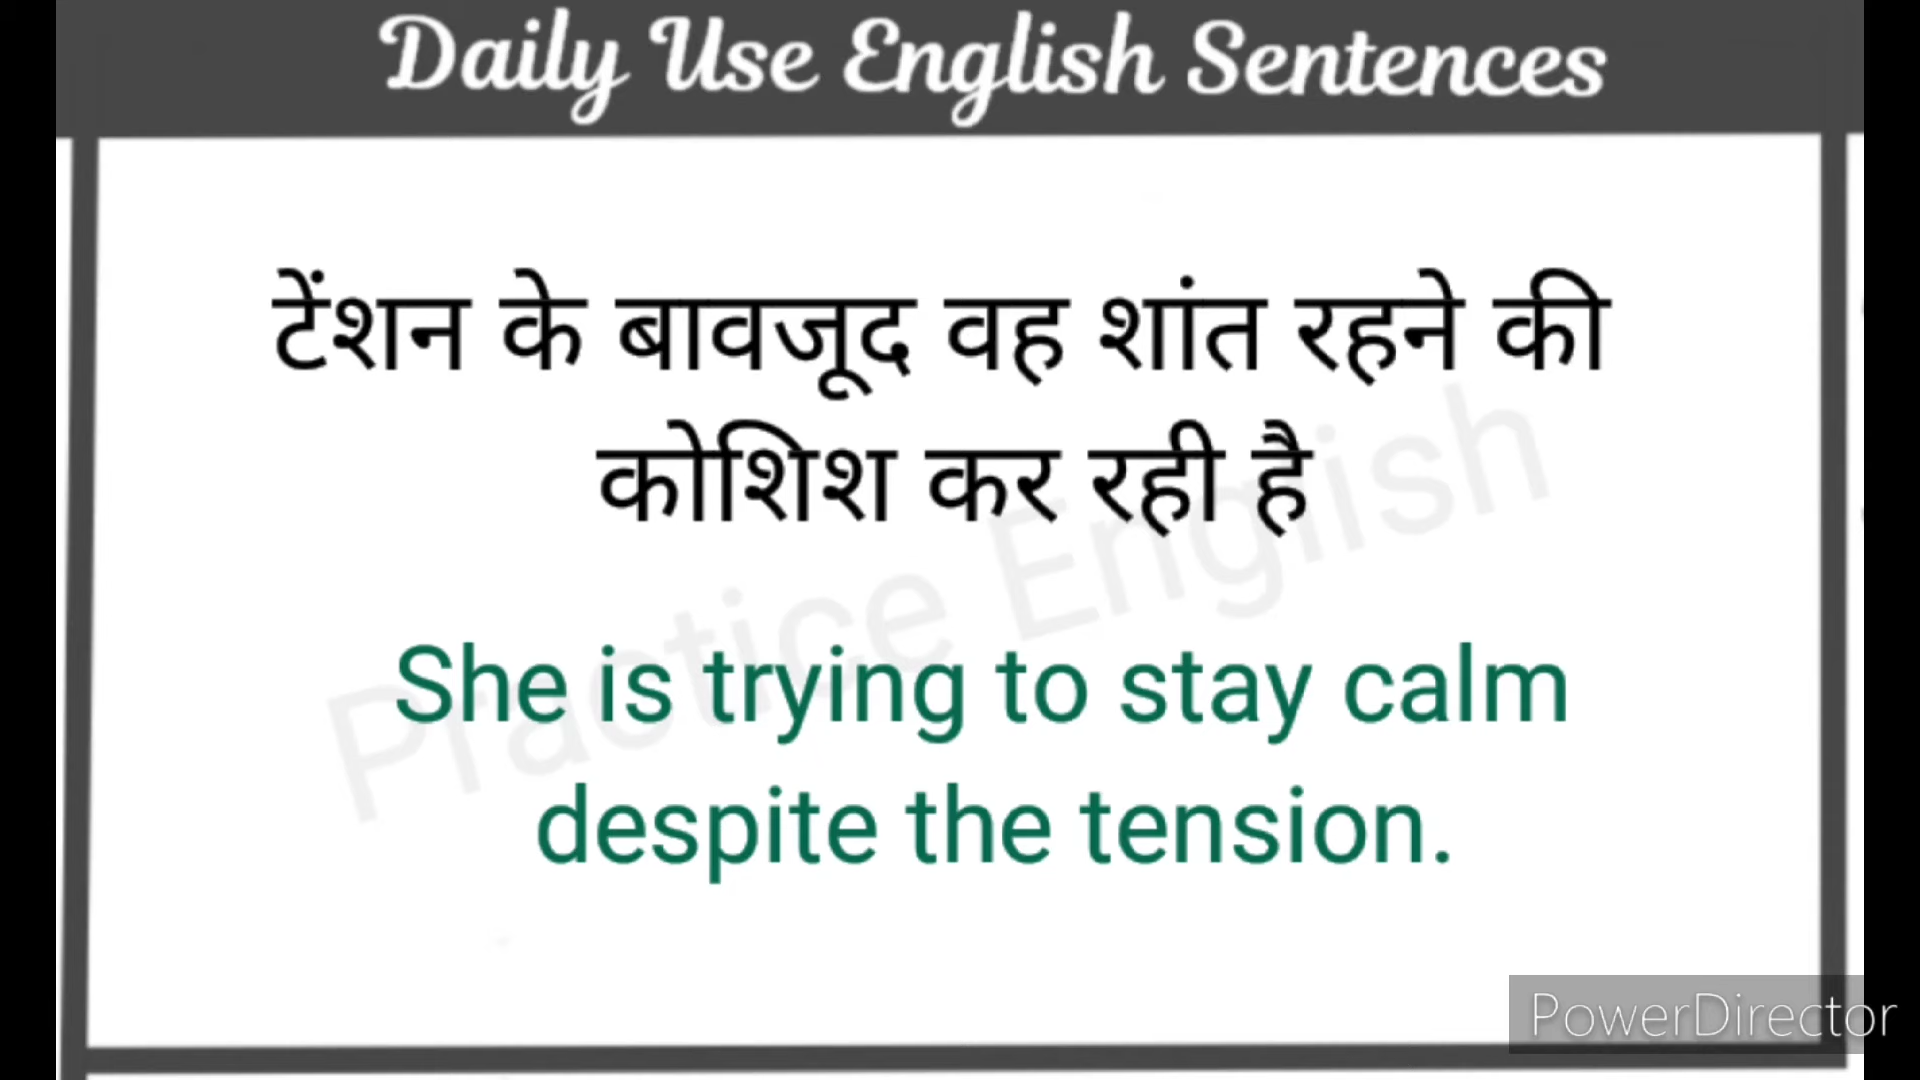 Daily Use English Sentences
टेंशन के बावजूद वह शांत रहने की
कोशिश कर रही है
Practice English
She is trying to stay calm
despite the tension.
PowerDirector